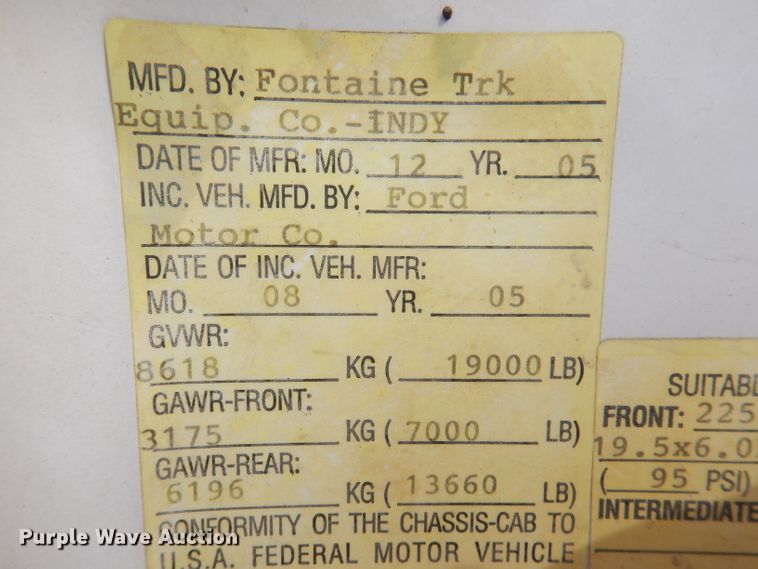 MFD. BY: Fontaine Trk
Equip. Co.-INDY
DATE OF MFR: MO. 12 YR. 05
INC. VEH. MFD. BY: Ford
Motor Co.
DATE OF INC. VEH. MFR:
MO. 08 YR. 05
GVWR:
8618 KG ( 19000 LB)
GAWR-FRONT:
3175 KG ( 7000 LB)
GAWR-REAR:
6196 KG ( 13660 LB)
CONFORMITY OF THE CHASSIS-CAB TO
U.S.A. FEDERAL MOTOR VEHICLE
SUITABL
FRONT: 225
19.5x6.0
( 95 PSI)
INTERMEDIATE
Purple Wave Auction